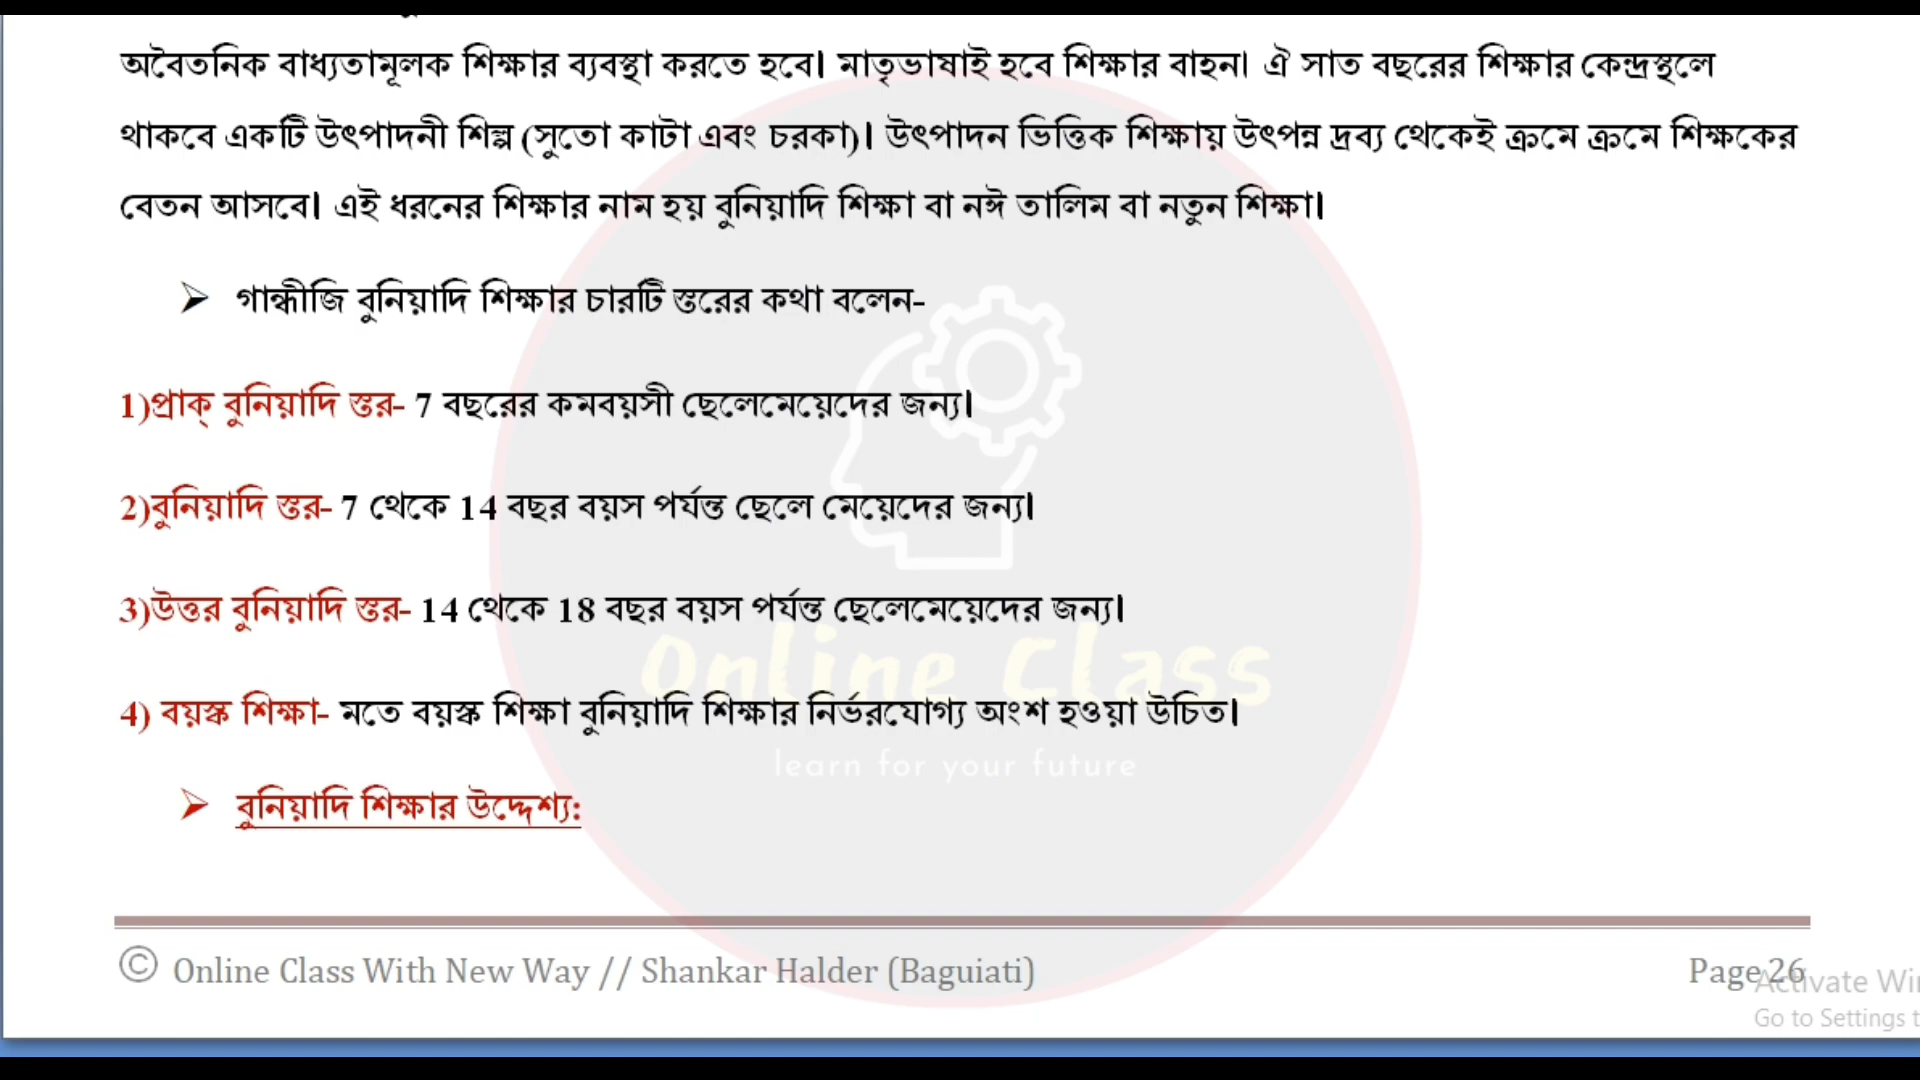 অবৈতনিক বাধ্যতামূলক শিক্ষার ব্যবস্থা করতে হবে। মাতৃভাষাই হবে শিক্ষার বাহন। ঐ সাত বছরের শিক্ষার কেন্দ্রস্থলে
থাকবে একটি উৎপাদনী শিল্প (সুতো কাটা এবং চরকা)। উৎপাদন ভিত্তিক শিক্ষায় উৎপন্ন দ্রব্য থেকেই ক্রমে ক্রমে শিক্ষকের
বেতন আসবে। এই ধরনের শিক্ষার নাম হয় বুনিয়াদি শিক্ষা বা নঈ তালিম বা নতুন শিক্ষা।
➢ গান্ধীজি বুনিয়াদি শিক্ষার চারটি স্তরের কথা বলেন-
1)প্রাক্ বুনিয়াদি স্তর- 7 বছরের কমবয়সী ছেলেমেয়েদের জন্য।
2)বুনিয়াদি স্তর- 7 থেকে 14 বছর বয়স পর্যন্ত ছেলে মেয়েদের জন্য।
3)উত্তর বুনিয়াদি স্তর- 14 থেকে 18 বছর বয়স পর্যন্ত ছেলেমেয়েদের জন্য।
Online Class
4) বয়স্ক শিক্ষা- মতে বয়স্ক শিক্ষা বুনিয়াদি শিক্ষার নির্ভরযোগ্য অংশ হওয়া উচিত।
learn for your future
➢ বুনিয়াদি শিক্ষার উদ্দেশ্য:
© Online Class With New Way // Shankar Halder (Baguiati)
Page 26
Activate
Go to Settings